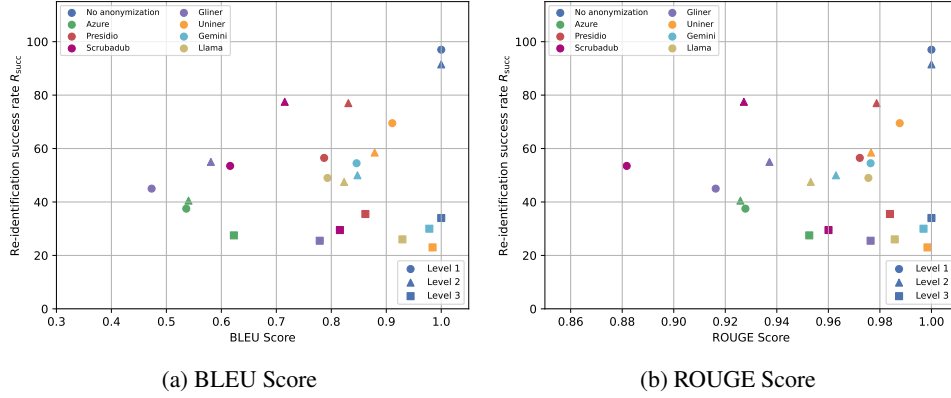 No anonymization
Azure
Presidio
Scrubadub
Gliner
Uniner
Gemini
Llama
Re-identification success rate R_succ
100
80
60
40
20
0
Level 1
Level 2
Level 3
0.3 0.4 0.5 0.6 0.7 0.8 0.9 1.0
BLEU Score
(a) BLEU Score
No anonymization
Azure
Presidio
Scrubadub
Gliner
Uniner
Gemini
Llama
Re-identification success rate R_succ
100
80
60
40
20
0
Level 1
Level 2
Level 3
0.86 0.88 0.90 0.92 0.94 0.96 0.98 1.00
ROUGE Score
(b) ROUGE Score